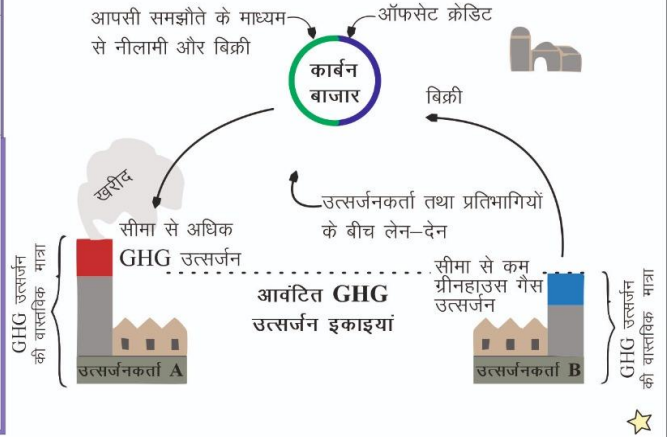 आपसी समझौते के माध्यम
से नीलामी और बिक्री
ऑफसेट क्रेडिट
कार्बन
बाजार
बिक्री
खरीद
उत्सर्जनकर्ता तथा प्रतिभागियों
के बीच लेन–देन
सीमा से अधिक
GHG उत्सर्जन
सीमा से कम
ग्रीनहाउस गैस
उत्सर्जन
आवंटित GHG
उत्सर्जन इकाइयां
GHG उत्सर्जन
की वास्तविक मात्रा
उत्सर्जनकर्ता A
उत्सर्जनकर्ता B
GHG उत्सर्जन
की वास्तविक मात्रा